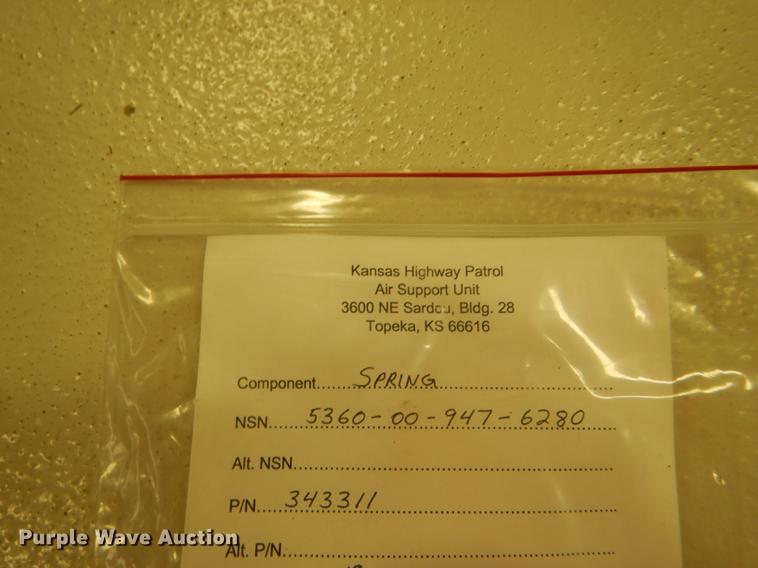 Kansas Highway Patrol
Air Support Unit
3600 NE Sardou, Bldg. 28
Topeka, KS 66616
Component......SPRING..............................
NSN......5360-00-947-6280......
Alt. NSN............................................................
P/N......343311............................................
Alt. P/N............................................................
Purple Wave Auction